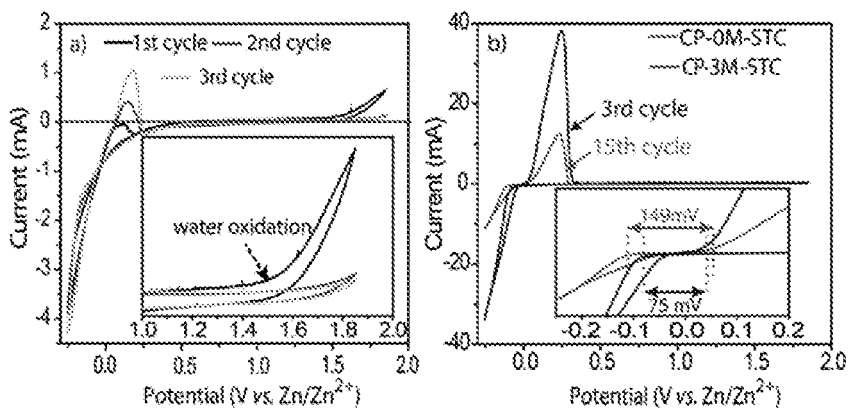 a)
1st cycle
2nd cycle
3rd cycle
2
1
0
-1
-2
-3
-4
Current (mA)
water oxidation
1.0 1.2 1.4 1.6 1.8 2.0
0.0 0.5 1.0 1.5 2.0
Potential (V vs. Zn/Zn²⁺)
b)
CP-0M-STC
CP-3M-STC
40
20
0
-20
-40
Current (mA)
3rd cycle
15th cycle
149mV
75 mV
-0.2 -0.1 0.0 0.1 0.2
0.0 0.5 1.0 1.5 2.0
Potential (V vs. Zn/Zn²⁺)